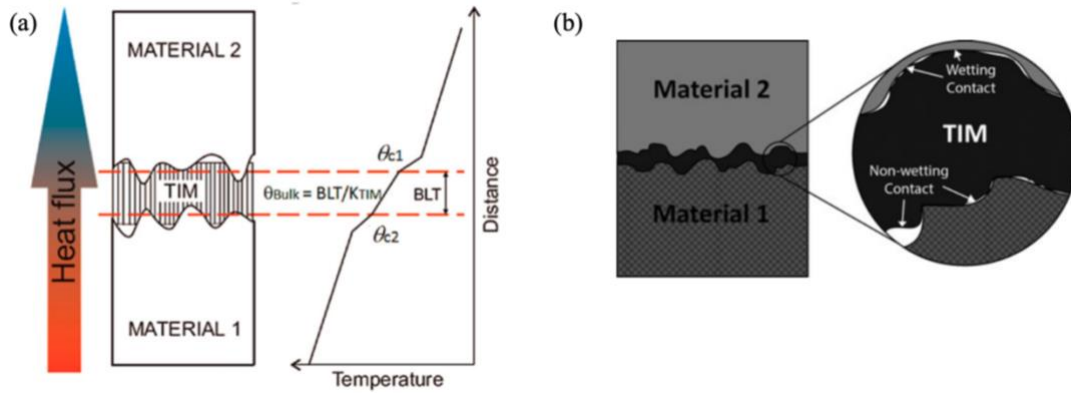 (a)
Heat flux
MATERIAL 2
TIM
MATERIAL 1
θc1
θBulk = BLT/KTIM
BLT
θc2
Distance
Temperature
(b)
Material 2
Material 1
Wetting
Contact
TIM
Non-wetting
Contact